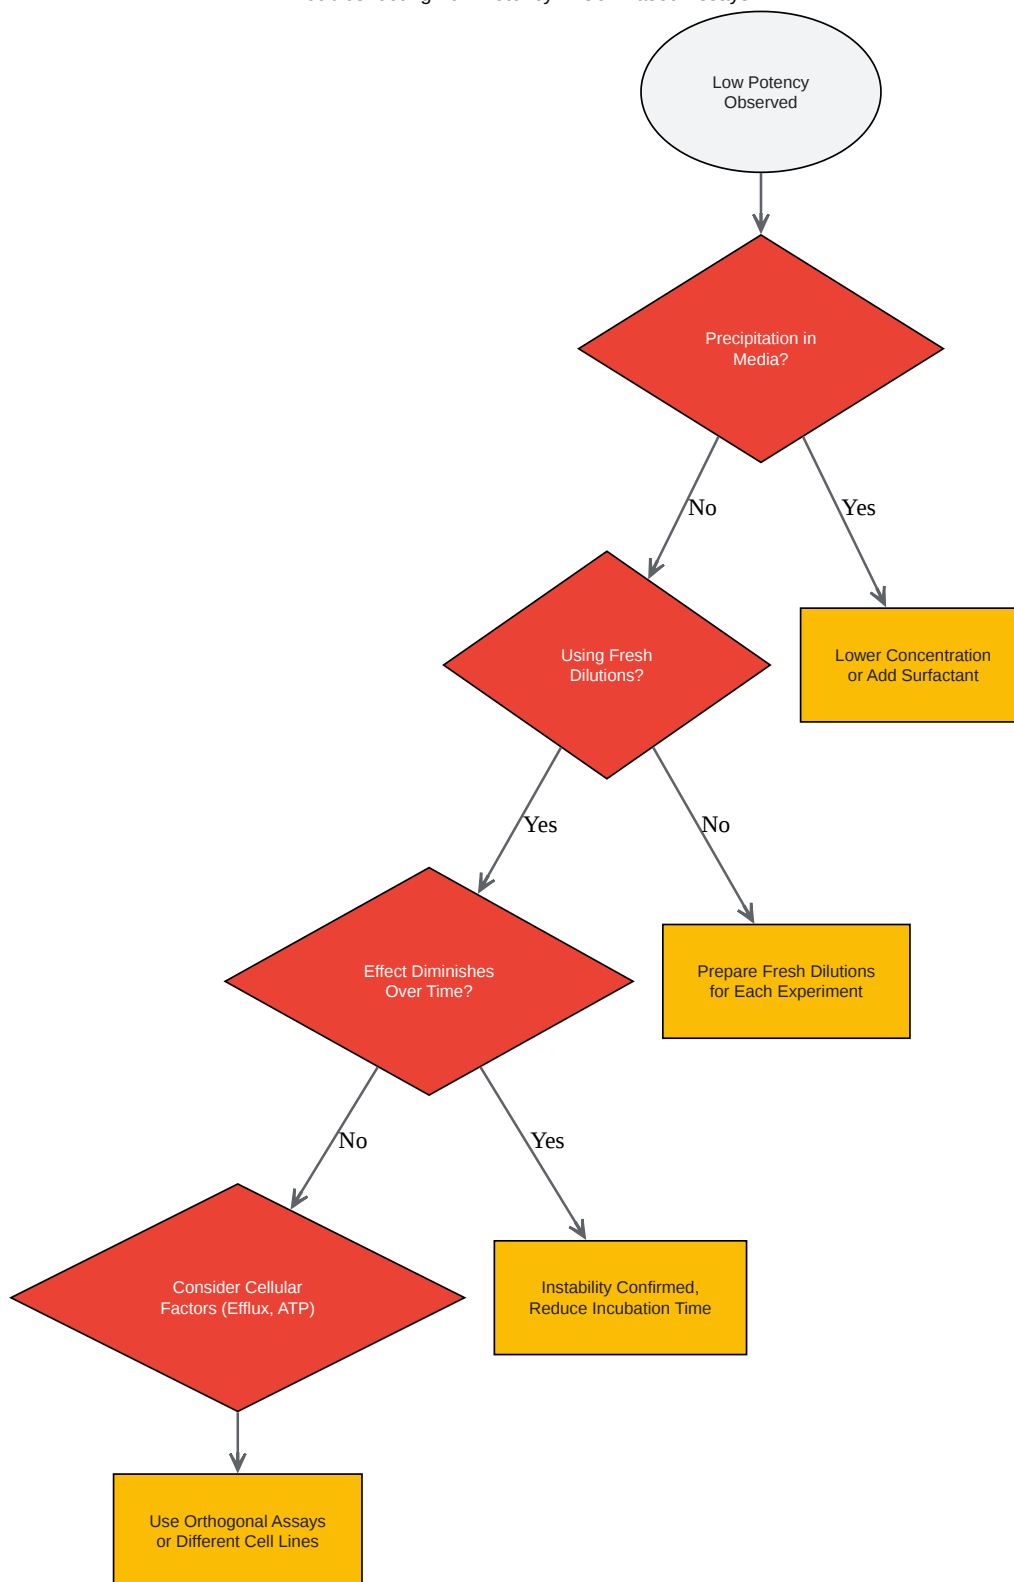 Low Potency
Observed
Precipitation in
Media?
No
Yes
Using Fresh
Dilutions?
Lower Concentration
or Add Surfactant
Yes
No
Effect Diminishes
Over Time?
Prepare Fresh Dilutions
for Each Experiment
No
Yes
Consider Cellular
Factors (Efflux, ATP)
Instability Confirmed,
Reduce Incubation Time
Use Orthogonal Assays
or Different Cell Lines